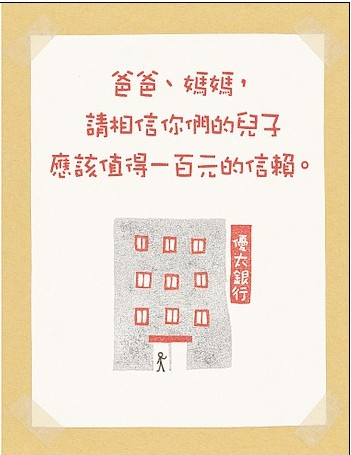 爸爸、媽媽，
請相信你們的兒子
應該值得一百元的信賴。
優太銀行